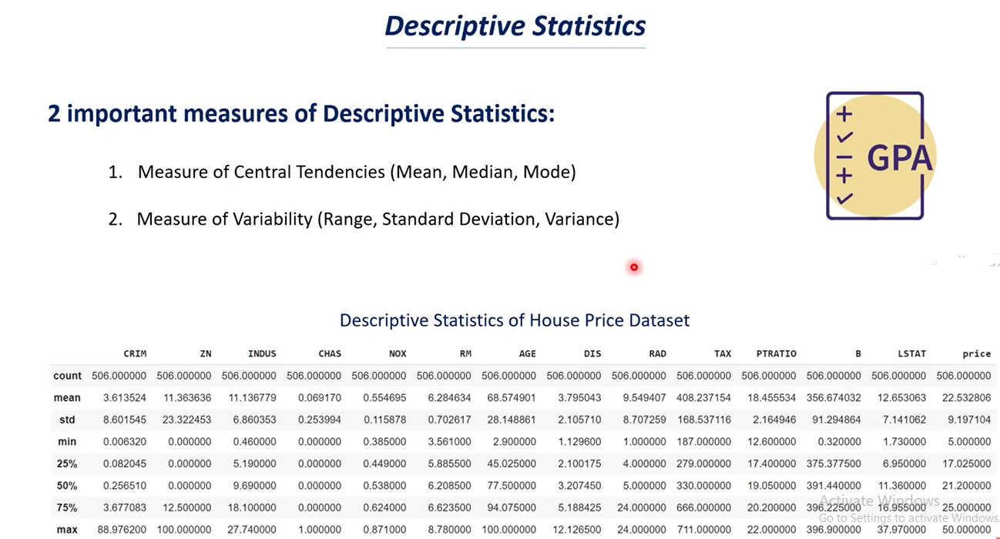 Descriptive Statistics
2 important measures of Descriptive Statistics:
1. Measure of Central Tendencies (Mean, Median, Mode)
2. Measure of Variability (Range, Standard Deviation, Variance)
GPA
Descriptive Statistics of House Price Dataset
CRIM ZN INDUS CHAS NOX RM AGE DIS RAD TAX PTRATIO B LSTAT price
count 506.000000 506.000000 506.000000 506.000000 506.000000 506.000000 506.000000 506.000000 506.000000 506.000000 506.000000 506.000000 506.000000 506.000000
mean 3.613524 11.363636 11.136779 0.069170 0.554695 6.284634 68.574901 3.795043 9.549407 408.237154 18.455534 356.674032 12.653063 22.532806
std 8.601545 23.322453 6.860353 0.253994 0.115878 0.702617 28.148861 2.105710 8.707259 168.537116 2.164946 91.294864 7.141062 9.197104
min 0.006320 0.000000 0.460000 0.000000 0.385000 3.561000 2.900000 1.129600 1.000000 187.000000 12.600000 0.320000 1.730000 5.000000
25% 0.082045 0.000000 5.190000 0.000000 0.449000 5.885500 45.025000 2.100175 4.000000 279.000000 17.400000 375.377500 6.950000 17.025000
50% 0.256510 0.000000 9.690000 0.000000 0.538000 6.208500 77.500000 3.207450 5.000000 330.000000 19.050000 391.440000 11.360000 21.200000
Activate Windows
75% 3.677083 12.500000 18.100000 0.000000 0.624000 6.623500 94.075000 5.188425 24.000000 666.000000 20.200000 396.225000 16.955000 25.000000
Go to Settings to activate Windows.
max 88.976200 100.000000 27.740000 1.000000 0.871000 8.780000 100.000000 12.126500 24.000000 711.000000 22.000000 396.900000 37.970000 50.000000